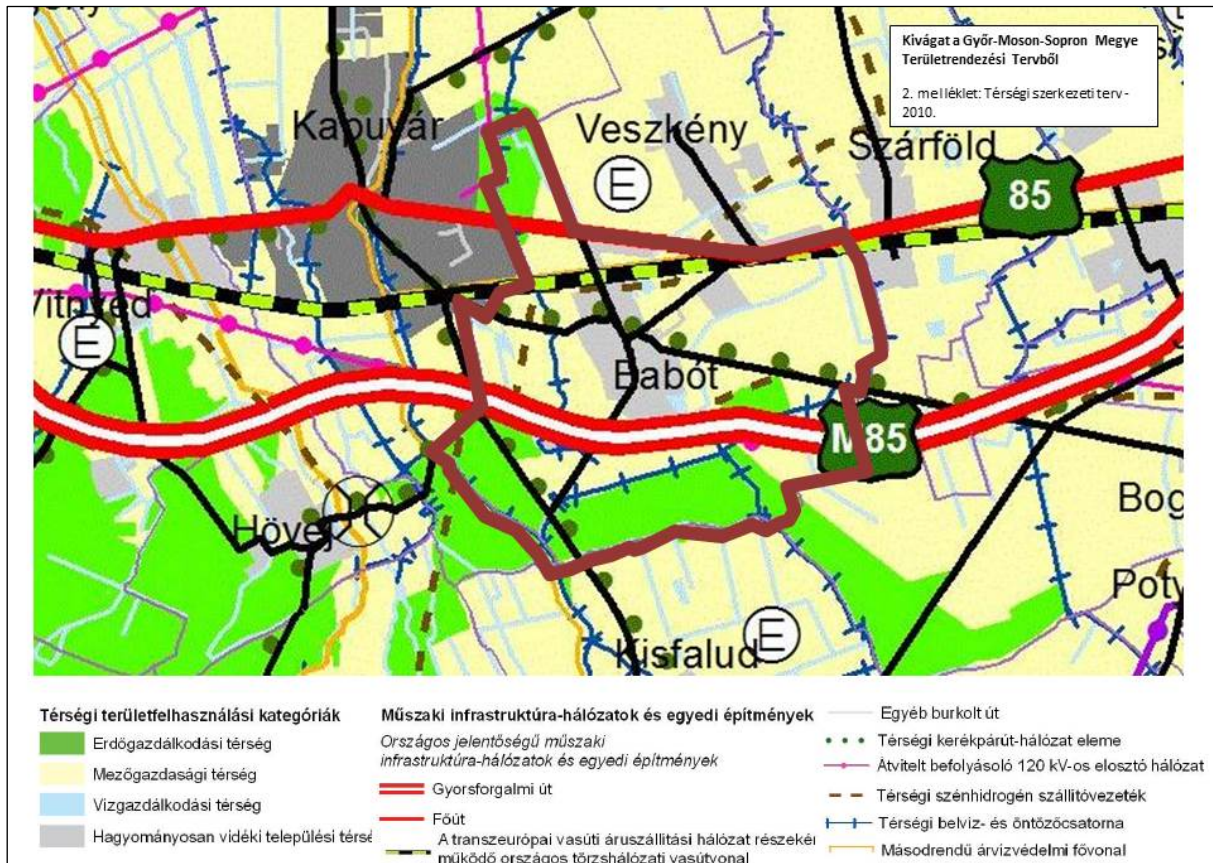 Kivágat a Győr-Moson-Sopron Megye
Területrendezési Tervből
2. melléklet: Térségi szerkezeti terv -
2010.
Kapuvár
Veszkény
Szárföld
E
85
Vitnyéd
E
Babót
M85
Hövej
Bog
Poty
Kisfalud
E
Térségi területfelhasználási kategóriák
Erdőgazdálkodási térség
Mezőgazdasági térség
Vizgazdálkodási térség
Hagyományosan vidéki települési térsé
Műszaki infrastruktúra-hálózatok és egyedi építmények
Országos jelentőségű műszaki
infrastruktúra-hálózatok és egyedi építmények
Gyorsforgalmi út
Főút
A transzeurópai vasúti áruszállítási hálózat részeké
működő országos törzshálózati vasútvonal
Egyéb burkolt út
Térségi kerékpárút-hálózat eleme
Átvitelt befolyásoló 120 kV-os elosztó hálózat
Térségi szénhidrogén szállítóvezeték
Térségi belvíz- és öntözőcsatorna
Másodrendű árvízvédelmi fővonal